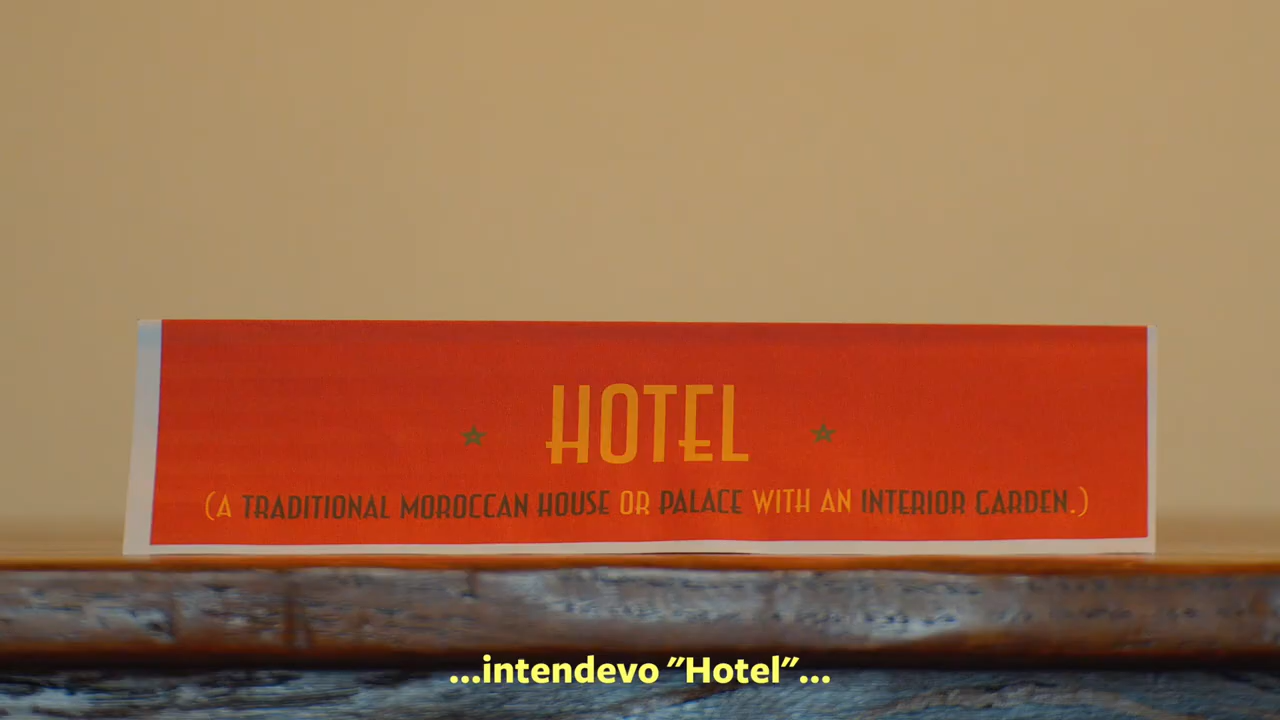 HOTEL
(A TRADITIONAL MOROCCAN HOUSE OR PALACE WITH AN INTERIOR GARDEN.)
...intendevo "Hotel"...